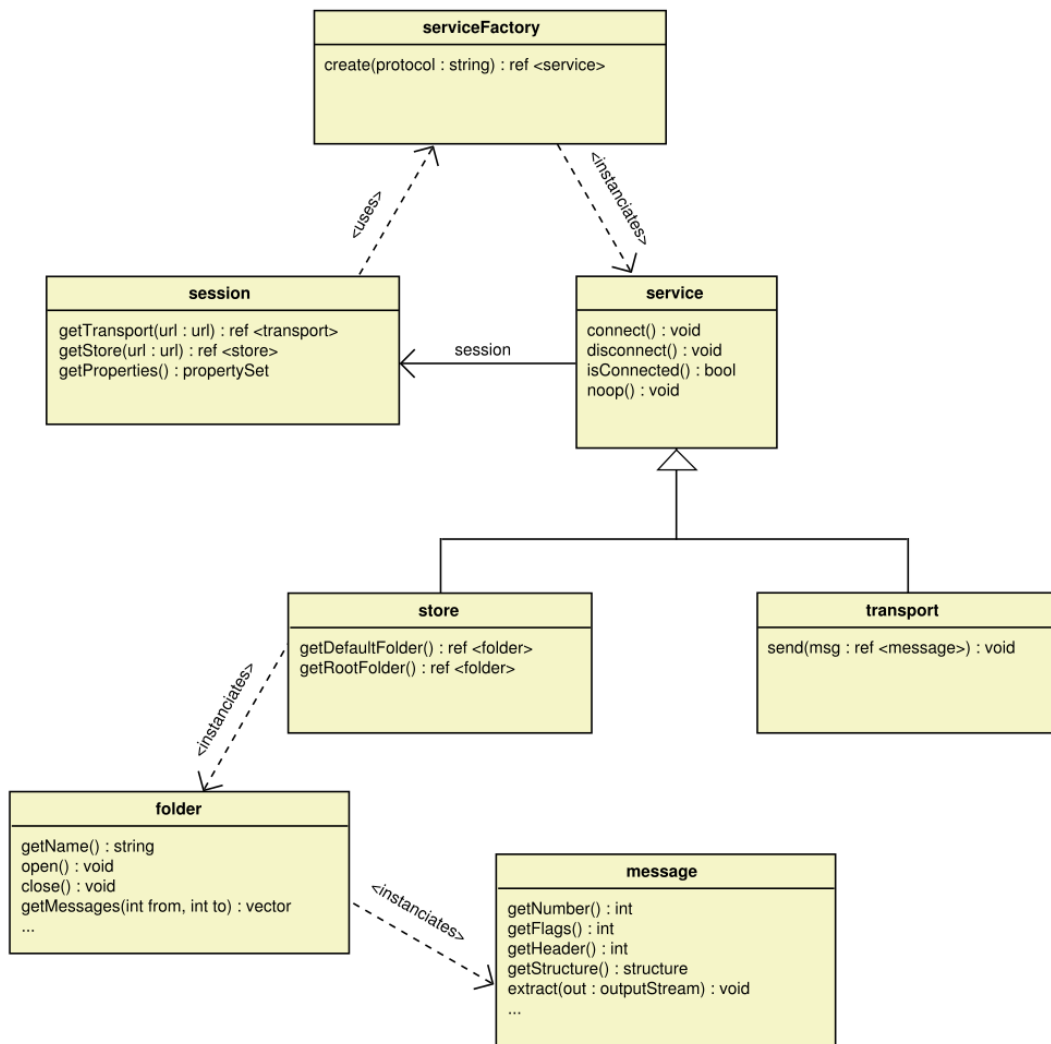 serviceFactory
create(protocol : string) : ref <service>
<uses>
<instanciates>
session
getTransport(url : url) : ref <transport>
getStore(url : url) : ref <store>
getProperties() : propertySet
session
service
connect() : void
disconnect() : void
isConnected() : bool
noop() : void
store
getDefaultFolder() : ref <folder>
getRootFolder() : ref <folder>
transport
send(msg : ref <message>) : void
<instanciates>
folder
getName() : string
open() : void
close() : void
getMessages(int from, int to) : vector
...
<instanciates>
message
getNumber() : int
getFlags() : int
getHeader() : int
getStructure() : structure
extract(out : outputStream) : void
...